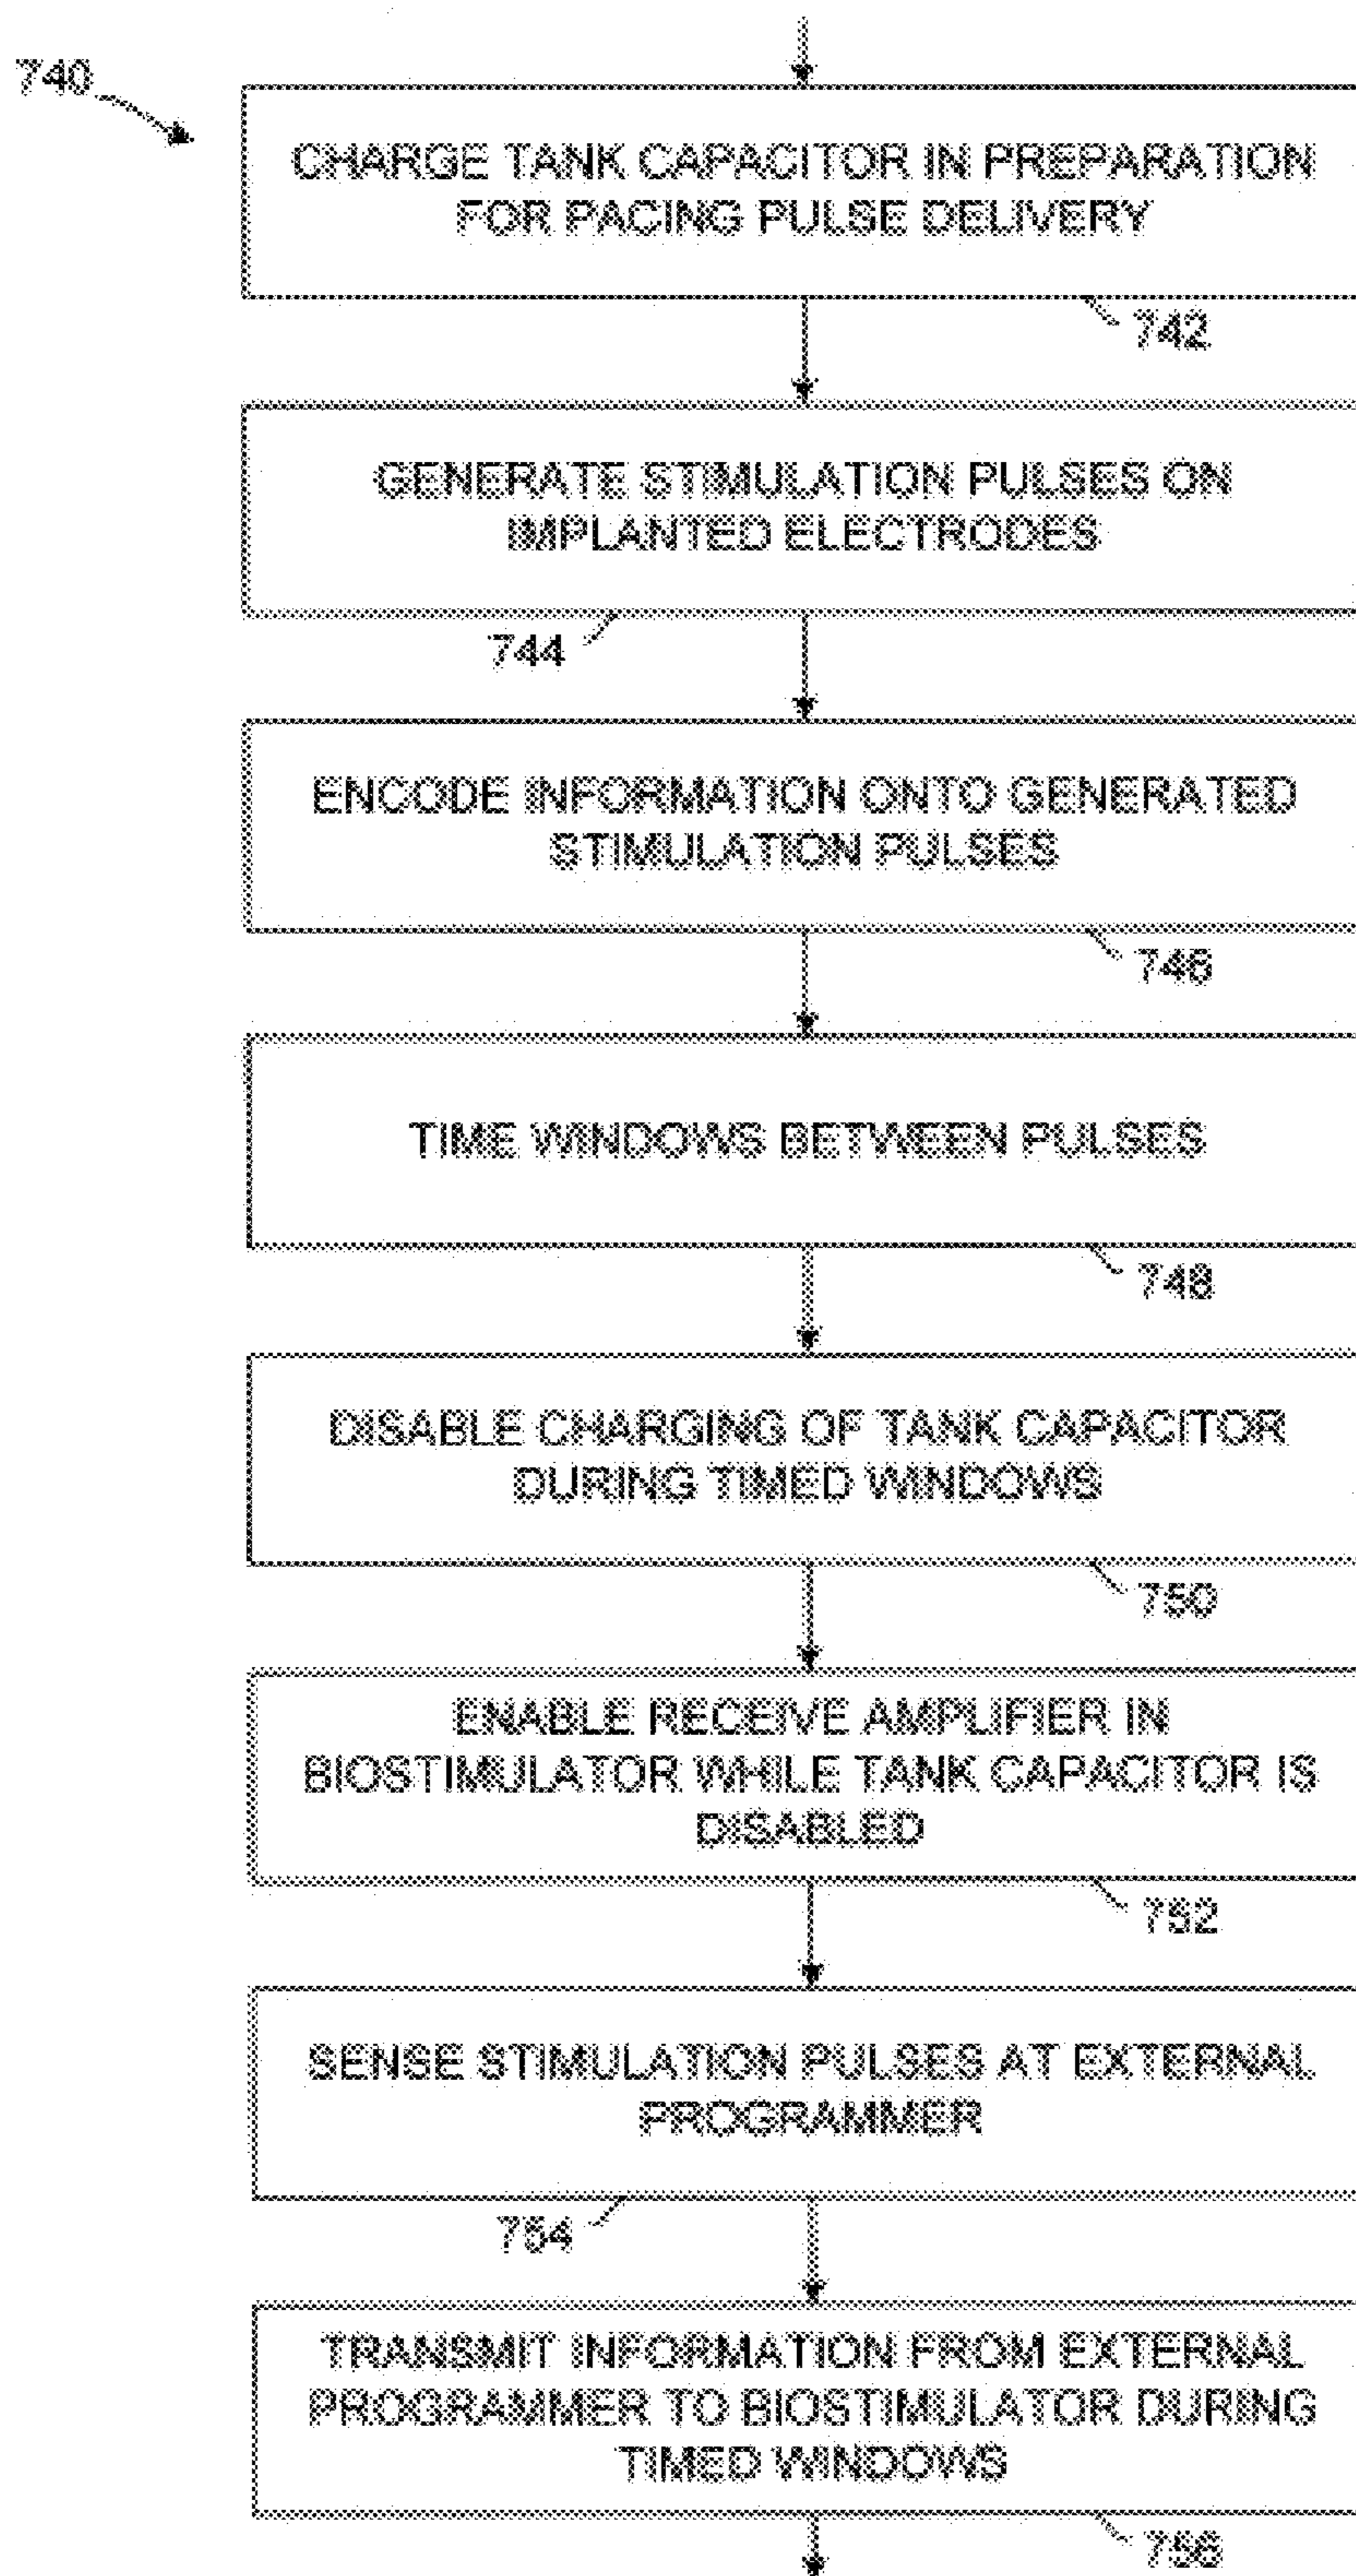 740
CHARGE TANK CAPACITOR IN PREPARATION
FOR PACING PULSE DELIVERY
742
GENERATE STIMULATION PULSES ON
IMPLANTED ELECTRODES
744
ENCODE INFORMATION ONTO GENERATED
STIMULATION PULSES
746
TIME WINDOWS BETWEEN PULSES
748
DISABLE CHARGING OF TANK CAPACITOR
DURING TIMED WINDOWS
750
ENABLE RECEIVE AMPLIFIER IN
BIOSTIMULATOR WHILE TANK CAPACITOR IS
DISABLED
752
SENSE STIMULATION PULSES AT EXTERNAL
PROGRAMMER
754
TRANSMIT INFORMATION FROM EXTERNAL
PROGRAMMER TO BIOSTIMULATOR DURING
TIMED WINDOWS
756